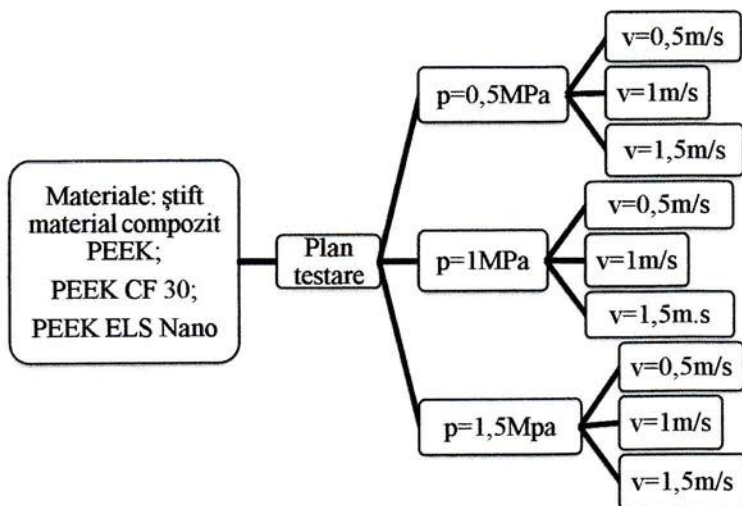 Materiale: știft
material compozit
PEEK;
PEEK CF 30;
PEEK ELS Nano
Plan
testare
p=0,5MPa
v=0,5m/s
v=1m/s
v=1,5m/s
p=1MPa
v=0,5m/s
v=1m/s
v=1,5m.s
p=1,5Mpa
v=0,5m/s
v=1m/s
v=1,5m/s